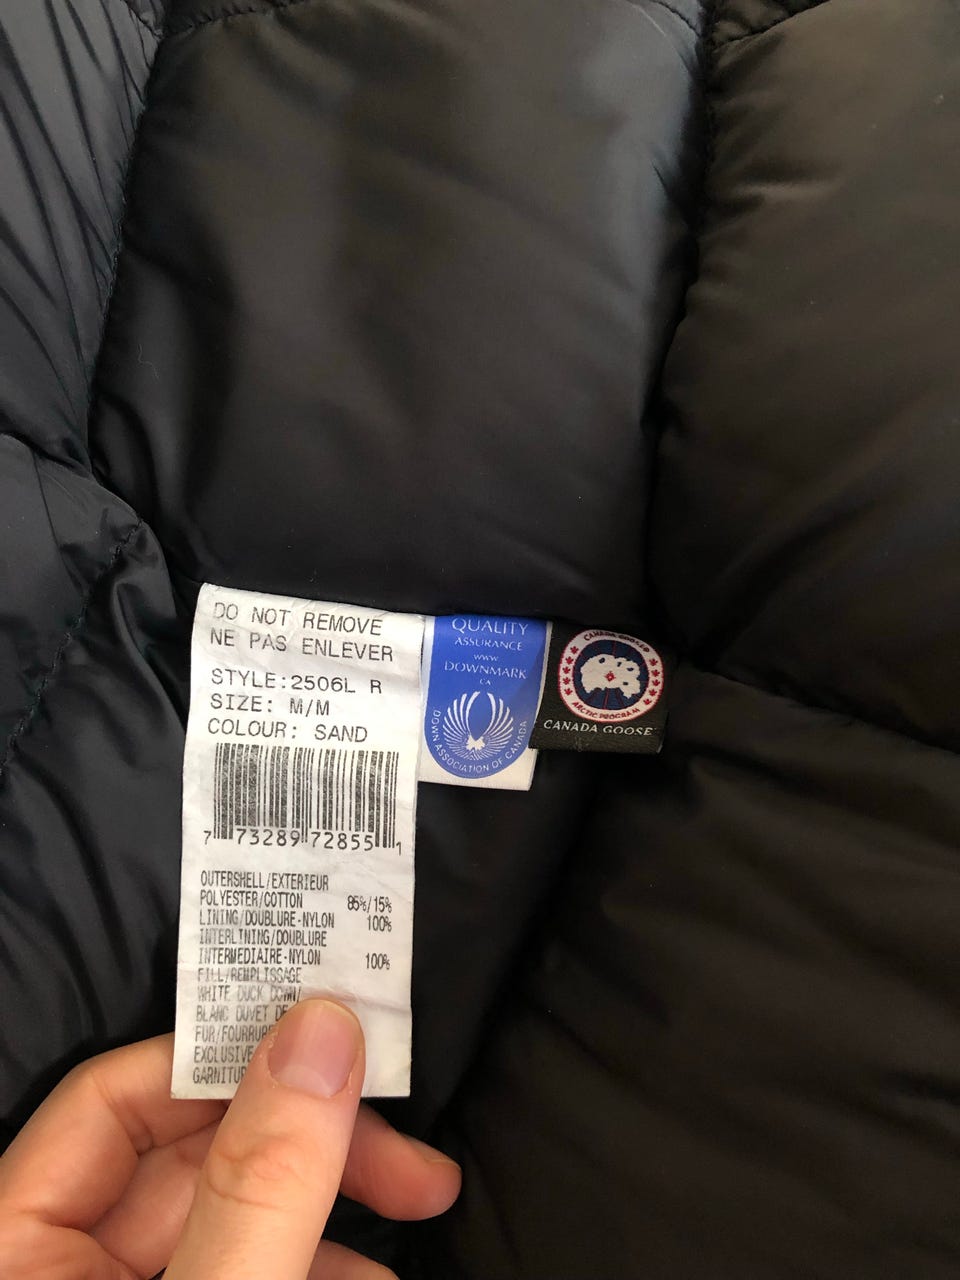 DO NOT REMOVE
NE PAS ENLEVER
STYLE:2506L R
SIZE: M/M
COLOUR: SAND
7 73289 72855 1
OUTERSHELL/EXTERIEUR
POLYESTER/COTTON 85%/15%
LINING/DOUBLURE-NYLON 100%
INTERLINING/DOUBLURE
INTERMEDIAIRE-NYLON 100%
FILL/REMPLISSAGE
WHITE DUCK DOWN/
BLANC DUVET DE
FUR/FOURRURE
EXCLUSIVE
GARNITUR
QUALITY
ASSURANCE
www
DOWNMARK
CA
DOWN ASSOCIATION OF CANADA
CANADA GOOSE
ARCTIC PROGRAM
CANADA GOOSE